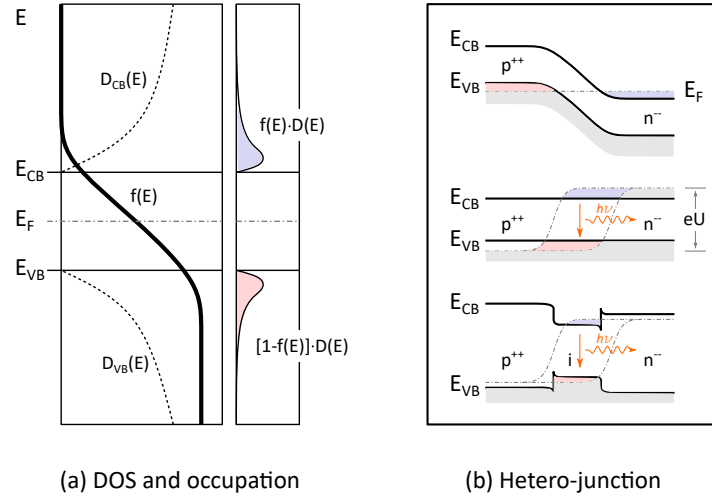 E
D_CB(E)
f(E)·D(E)
E_CB
f(E)
E_F
E_VB
[1-f(E)]·D(E)
D_VB(E)
(a) DOS and occupation
E_CB
p⁺⁺
E_VB
E_F
n⁻⁻
E_CB
hν
p⁺⁺
n⁻⁻
eU
E_VB
E_CB
hν
p⁺⁺
i
n⁻⁻
E_VB
(b) Hetero-junction